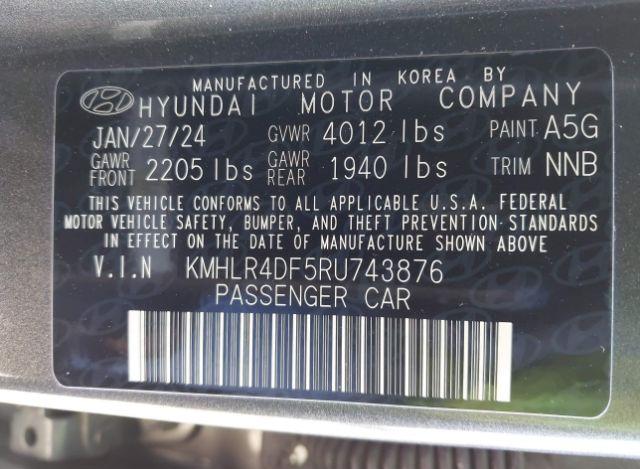 MANUFACTURED IN KOREA BY
HYUNDAI MOTOR COMPANY
JAN/27/24 GVWR 4012 lbs PAINT A5G
GAWR FRONT 2205 lbs GAWR REAR 1940 lbs TRIM NNB
THIS VEHICLE CONFORMS TO ALL APPLICABLE U.S.A. FEDERAL
MOTOR VEHICLE SAFETY, BUMPER, AND THEFT PREVENTION STANDARDS
IN EFFECT ON THE DATE OF MANUFACTURE SHOWN ABOVE
V.I.N KMHLR4DF5RU743876
PASSENGER CAR